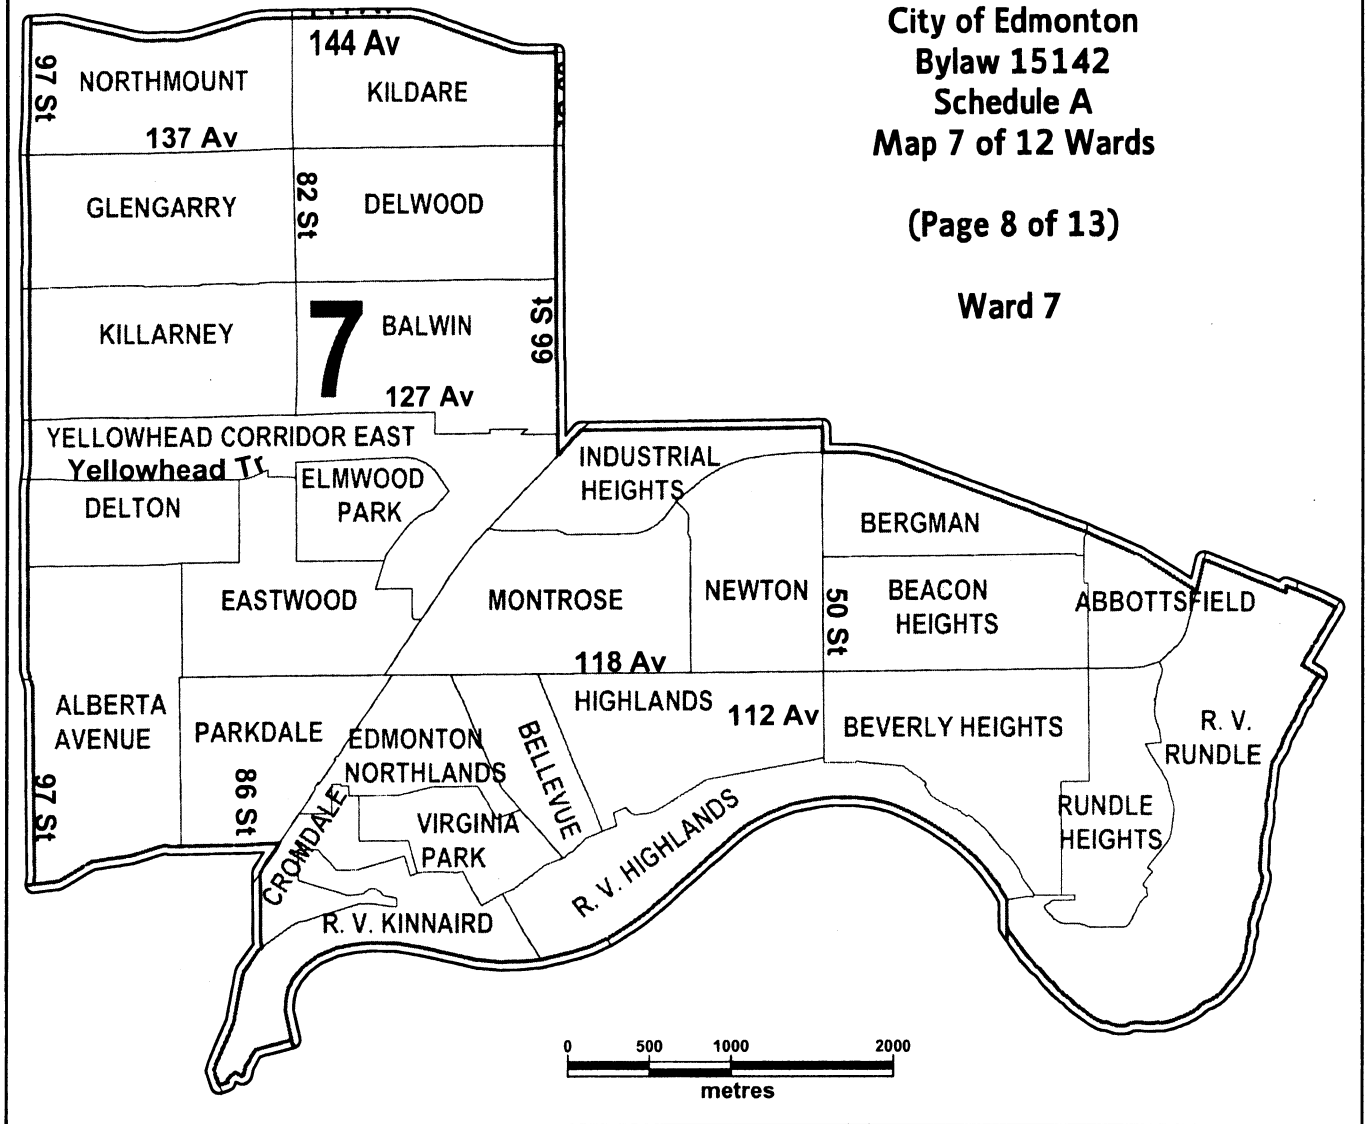 City of Edmonton
Bylaw 15142
Schedule A
Map 7 of 12 Wards
(Page 8 of 13)
Ward 7
144 Av
97 St
NORTHMOUNT
KILDARE
137 Av
82 St
GLENGARRY
DELWOOD
7
66 St
KILLARNEY
BALWIN
127 Av
YELLOWHEAD CORRIDOR EAST
Yellowhead Tr
INDUSTRIAL
HEIGHTS
ELMWOOD
PARK
DELTON
BERGMAN
EASTWOOD
MONTROSE
NEWTON
50 St
BEACON
HEIGHTS
ABBOTTSFIELD
118 Av
ALBERTA
AVENUE
PARKDALE
EDMONTON
NORTHLANDS
BELLEVUE
HIGHLANDS
112 Av
BEVERLY HEIGHTS
R. V.
RUNDLE
97 St
86 St
CROMDALE
VIRGINIA
PARK
R. V. HIGHLANDS
RUNDLE
HEIGHTS
R. V. KINNAIRD
0 500 1000 2000
metres